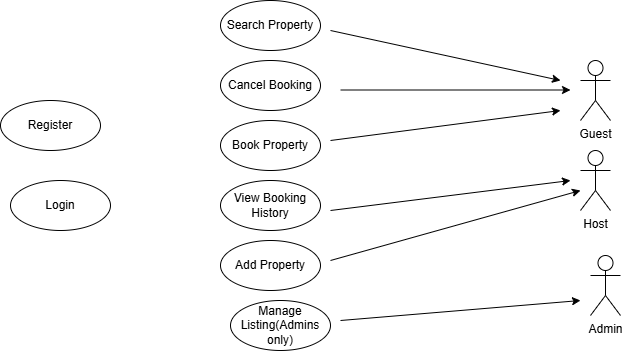 Search Property
Cancel Booking
Guest
Register
Book Property
Login
View Booking
History
Host
Add Property
Manage
Listing(Admins
only)
Admin